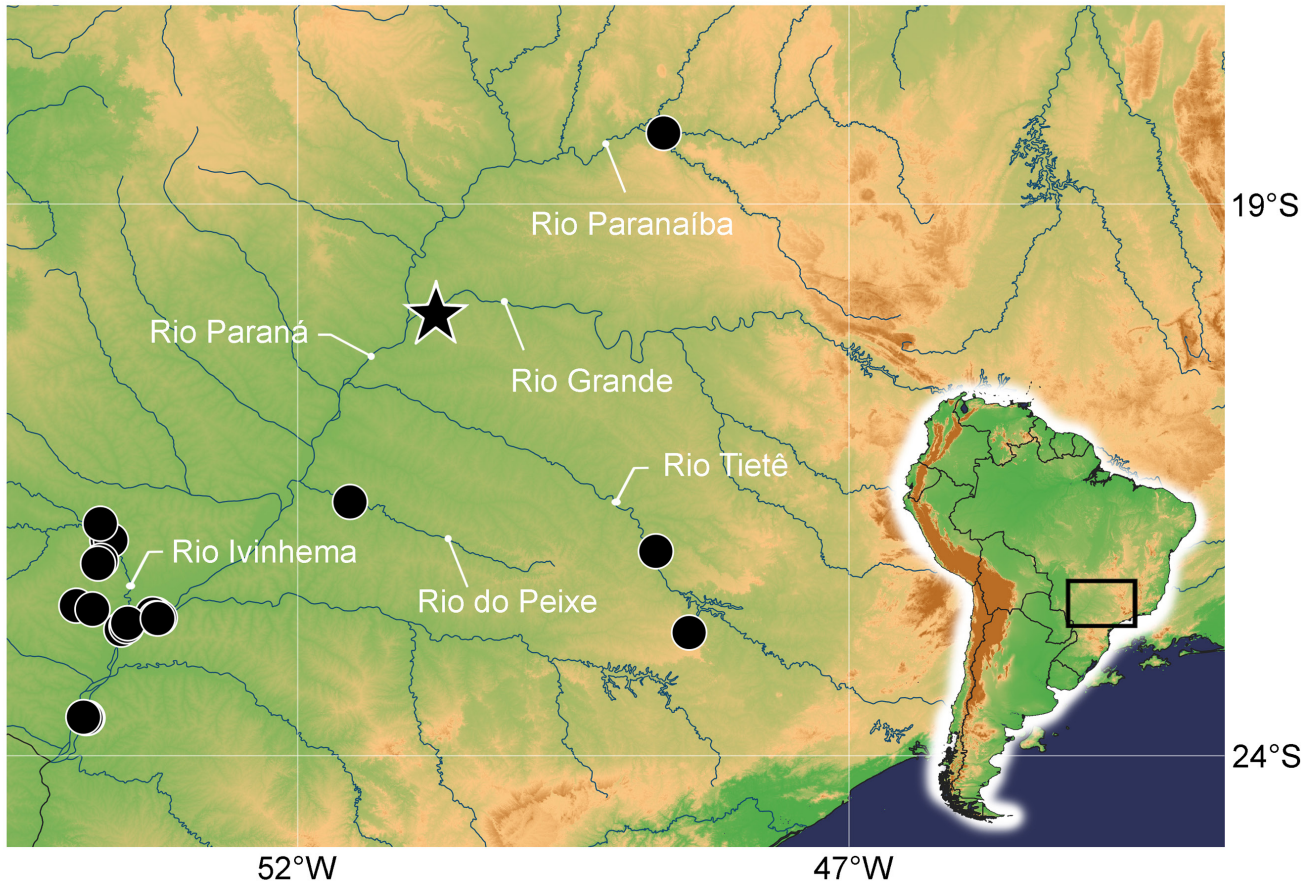 Rio Paranaíba
19°S
Rio Paraná
Rio Grande
Rio Tietê
Rio Ivinhema
Rio do Peixe
24°S
52°W
47°W